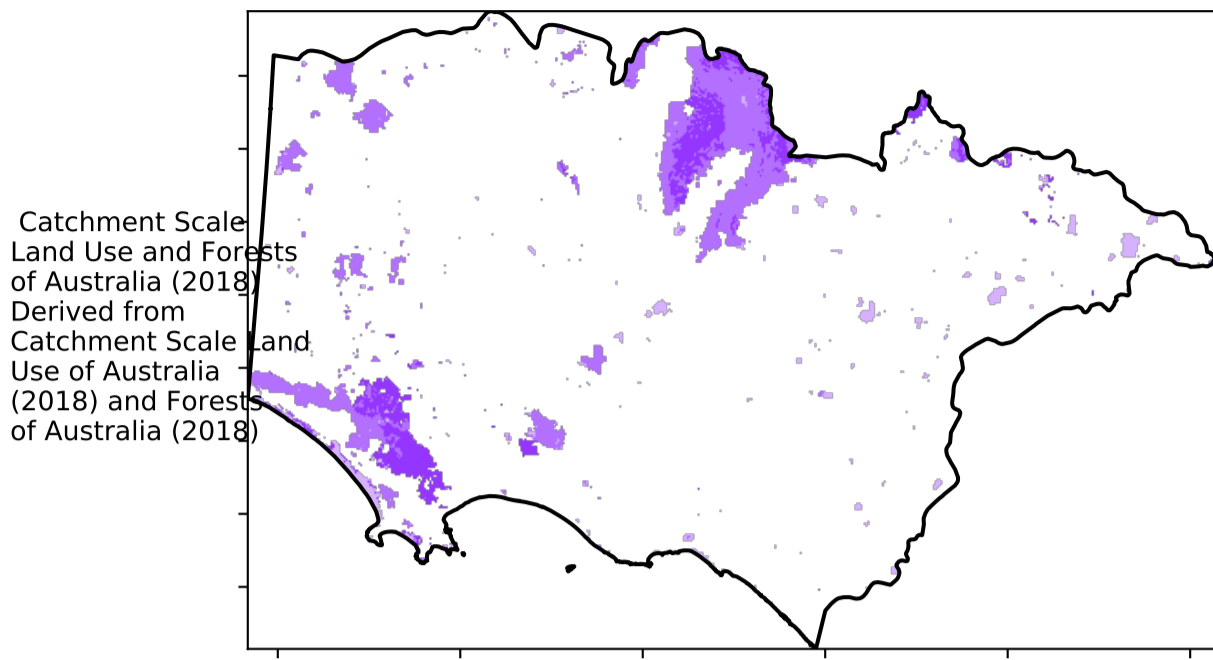 Catchment Scale
Land Use and Forests
of Australia (2018)
Derived from
Catchment Scale Land
Use of Australia
(2018) and Forests
of Australia (2018)